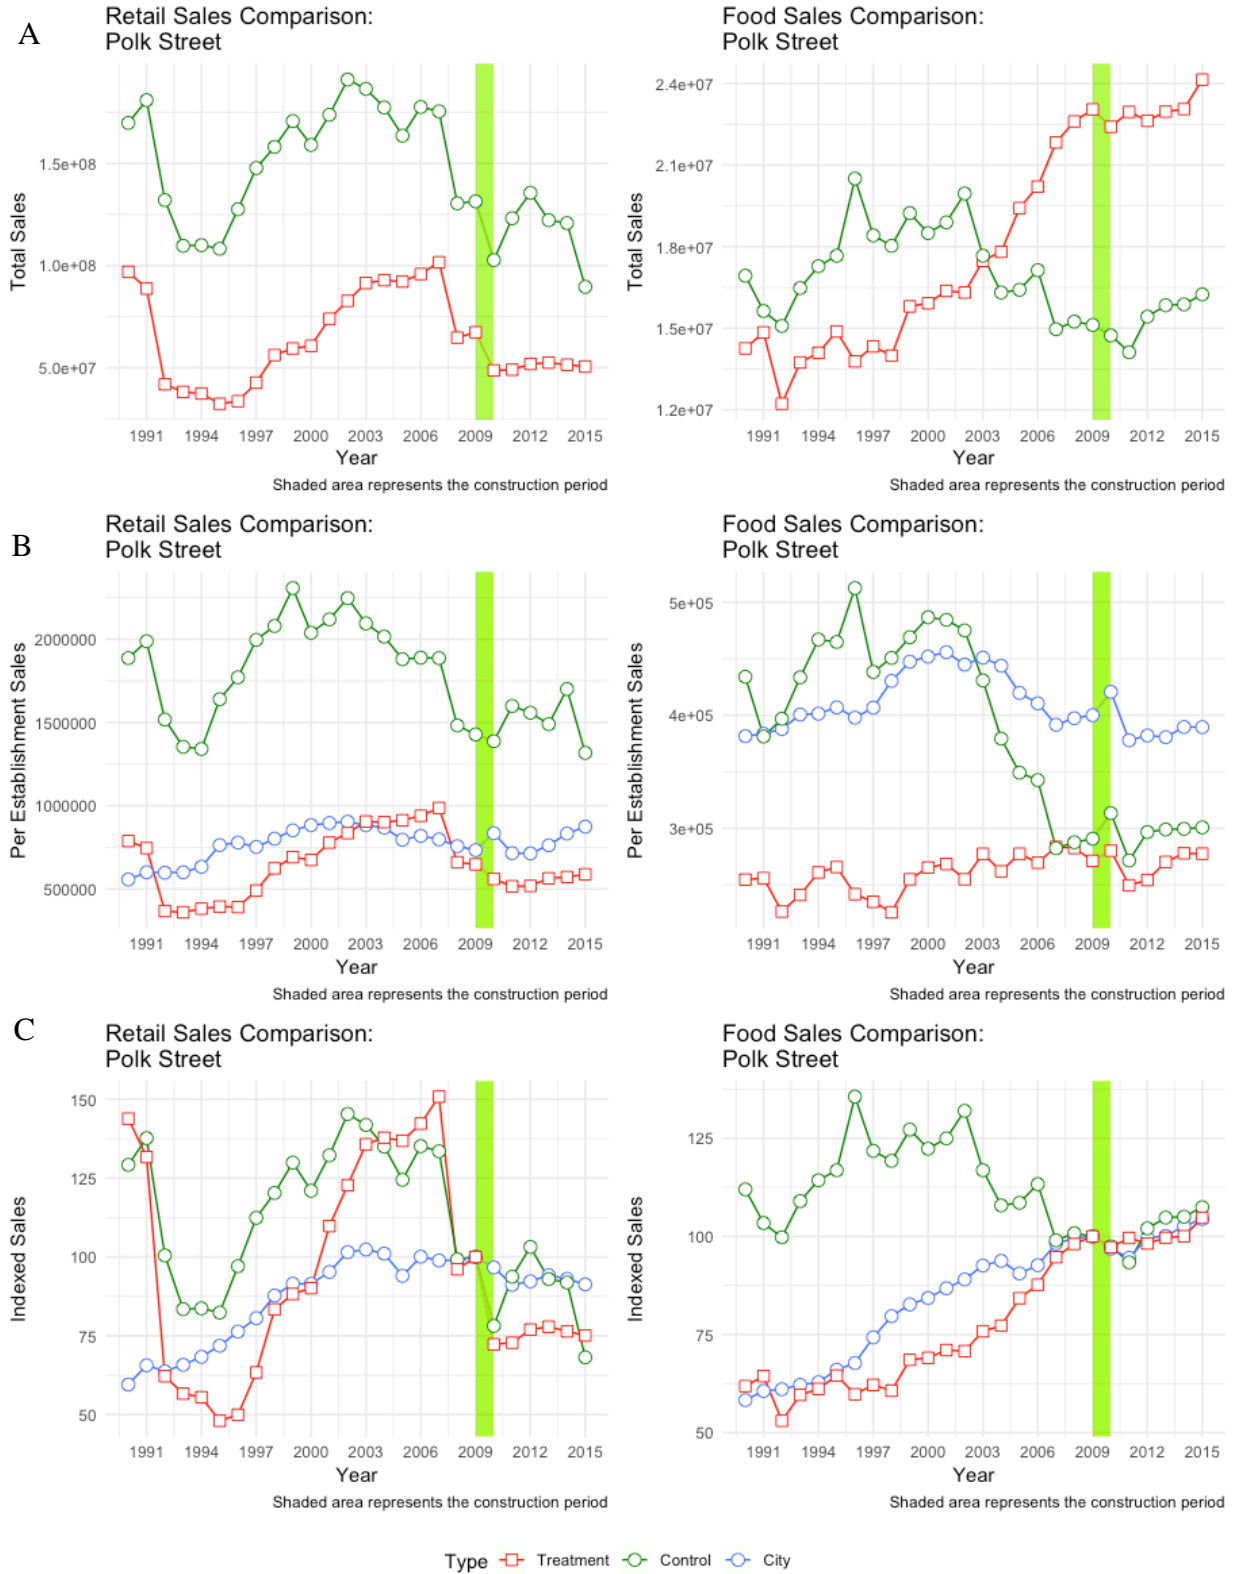 A
Retail Sales Comparison:
Polk Street
Total Sales
1.5e+08
1.0e+08
5.0e+07
1991 1994 1997 2000 2003 2006 2009 2012 2015
Year
Shaded area represents the construction period
Food Sales Comparison:
Polk Street
Total Sales
2.4e+07
2.1e+07
1.8e+07
1.5e+07
1.2e+07
1991 1994 1997 2000 2003 2006 2009 2012 2015
Year
Shaded area represents the construction period
B
Retail Sales Comparison:
Polk Street
Per Establishment Sales
2000000
1500000
1000000
500000
1991 1994 1997 2000 2003 2006 2009 2012 2015
Year
Shaded area represents the construction period
Food Sales Comparison:
Polk Street
Per Establishment Sales
5e+05
4e+05
3e+05
1991 1994 1997 2000 2003 2006 2009 2012 2015
Year
Shaded area represents the construction period
C
Retail Sales Comparison:
Polk Street
Indexed Sales
150
125
100
75
50
1991 1994 1997 2000 2003 2006 2009 2012 2015
Year
Shaded area represents the construction period
Food Sales Comparison:
Polk Street
Indexed Sales
125
100
75
50
1991 1994 1997 2000 2003 2006 2009 2012 2015
Year
Shaded area represents the construction period
Type Treatment Control City